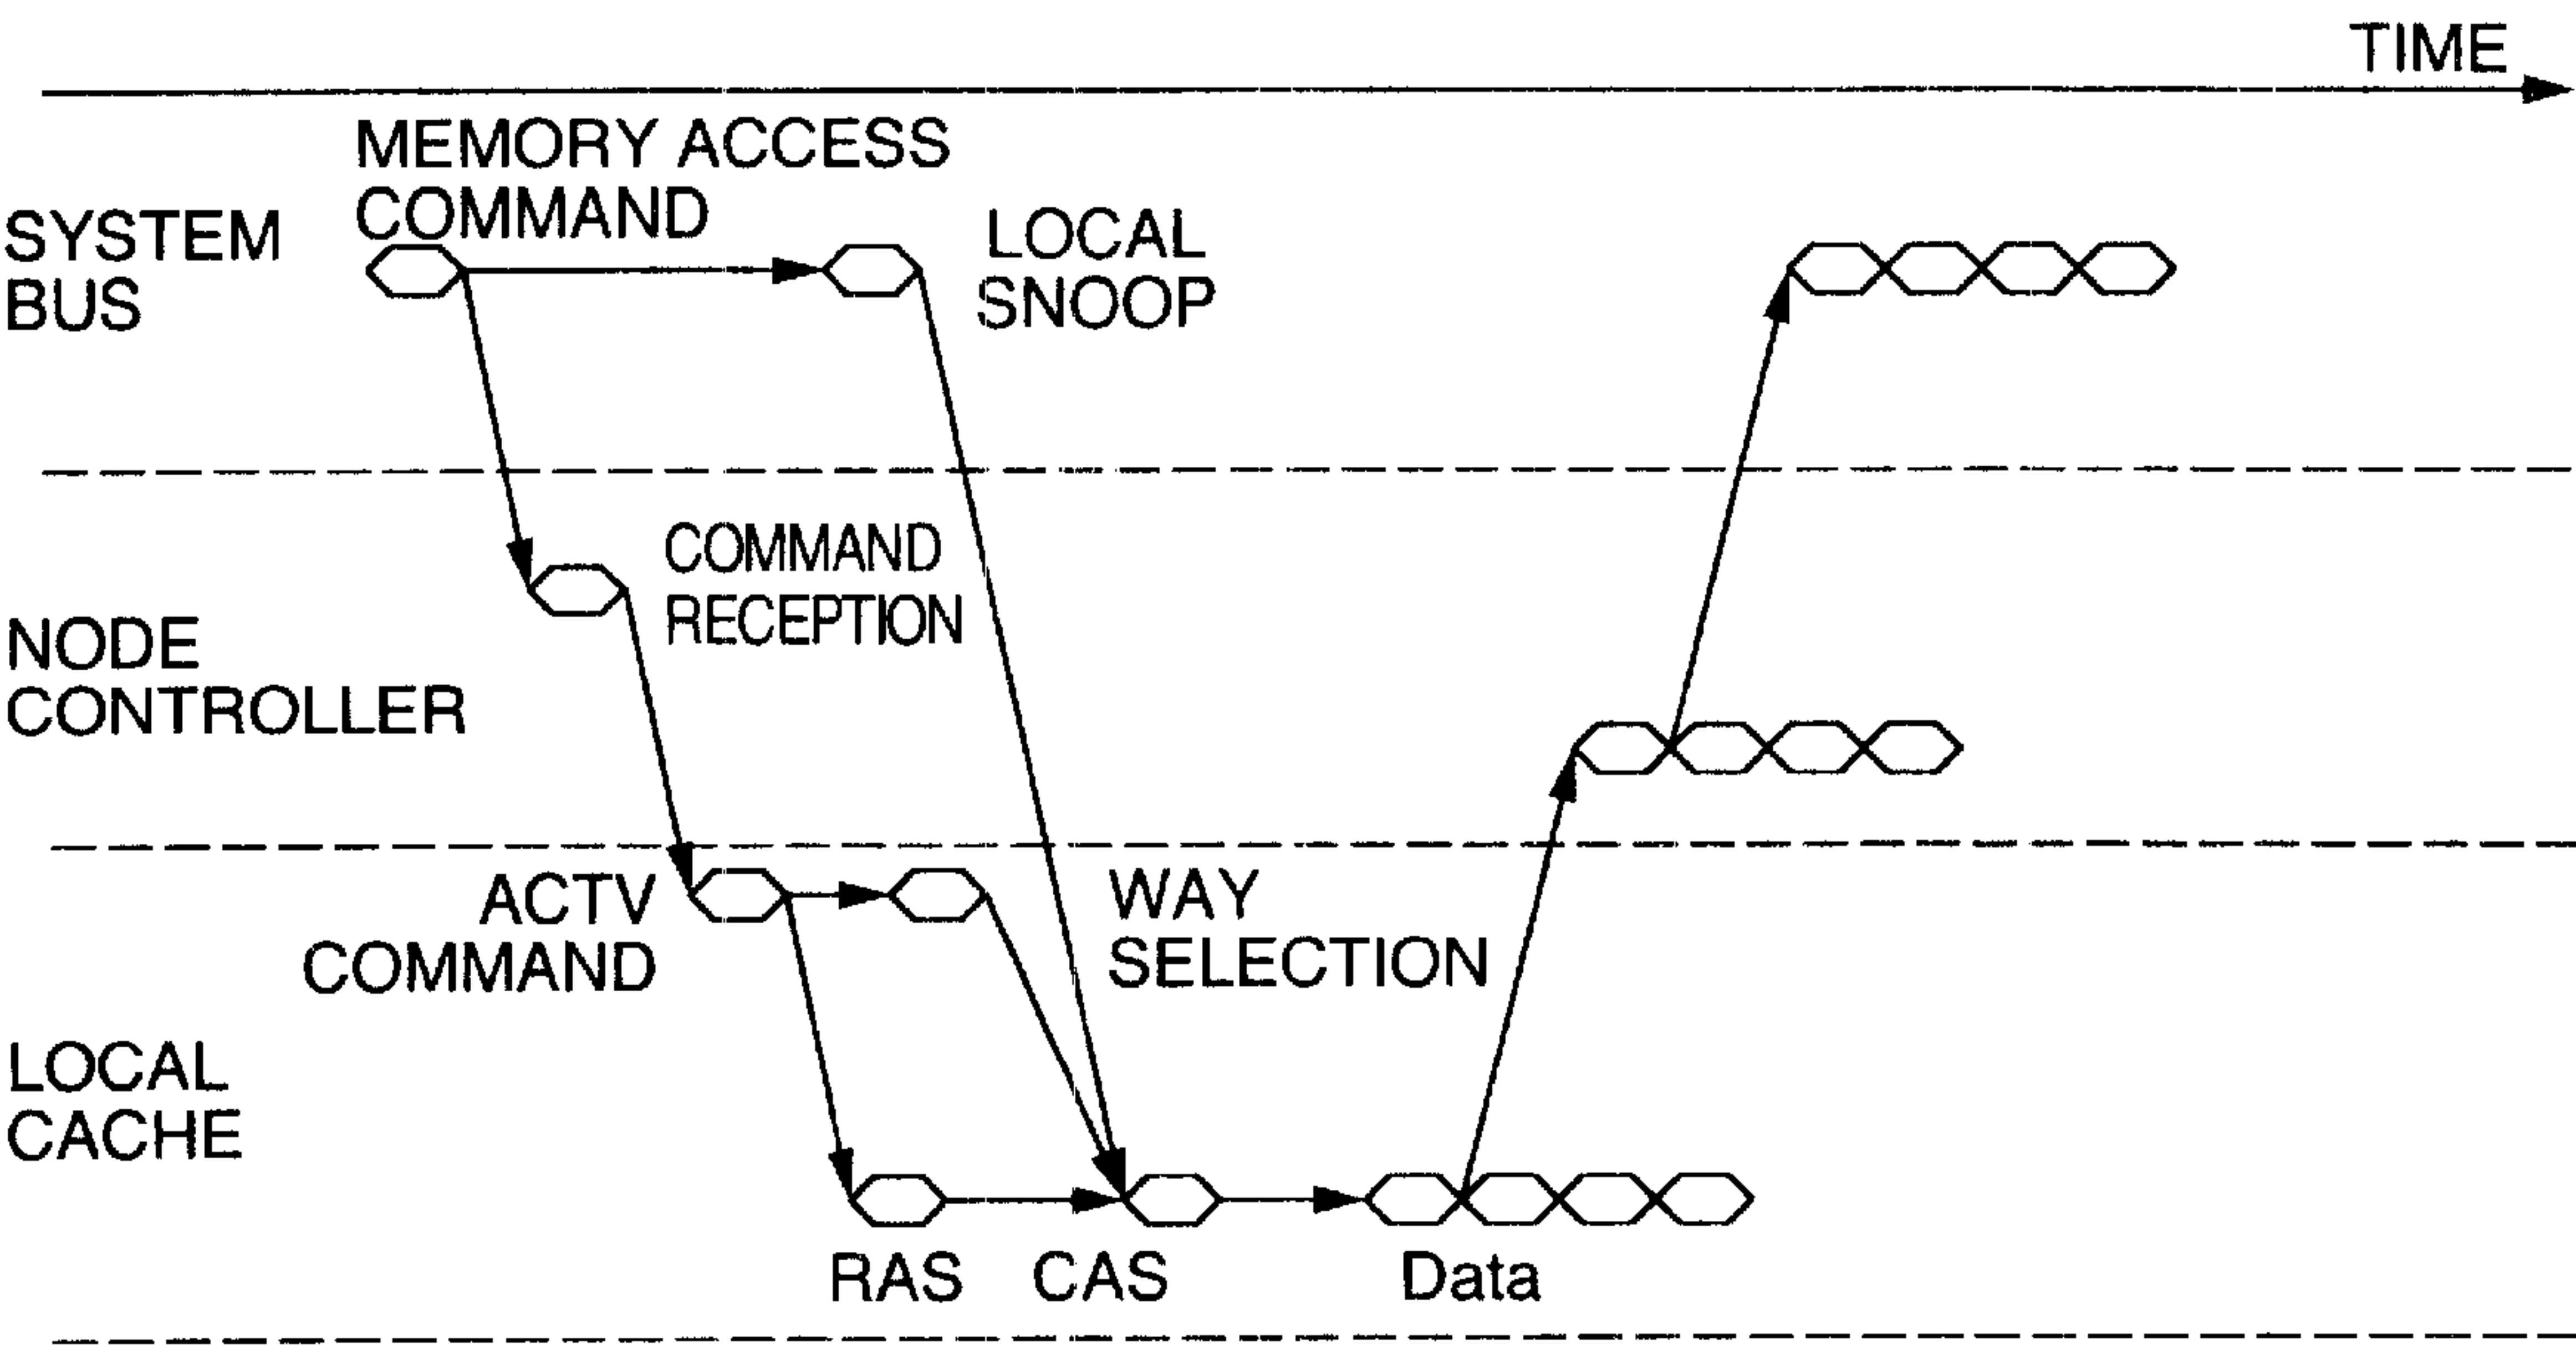 TIME
MEMORY ACCESS
COMMAND
SYSTEM
BUS
LOCAL
SNOOP
COMMAND
RECEPTION
NODE
CONTROLLER
ACTV
COMMAND
WAY
SELECTION
LOCAL
CACHE
RAS
CAS
Data